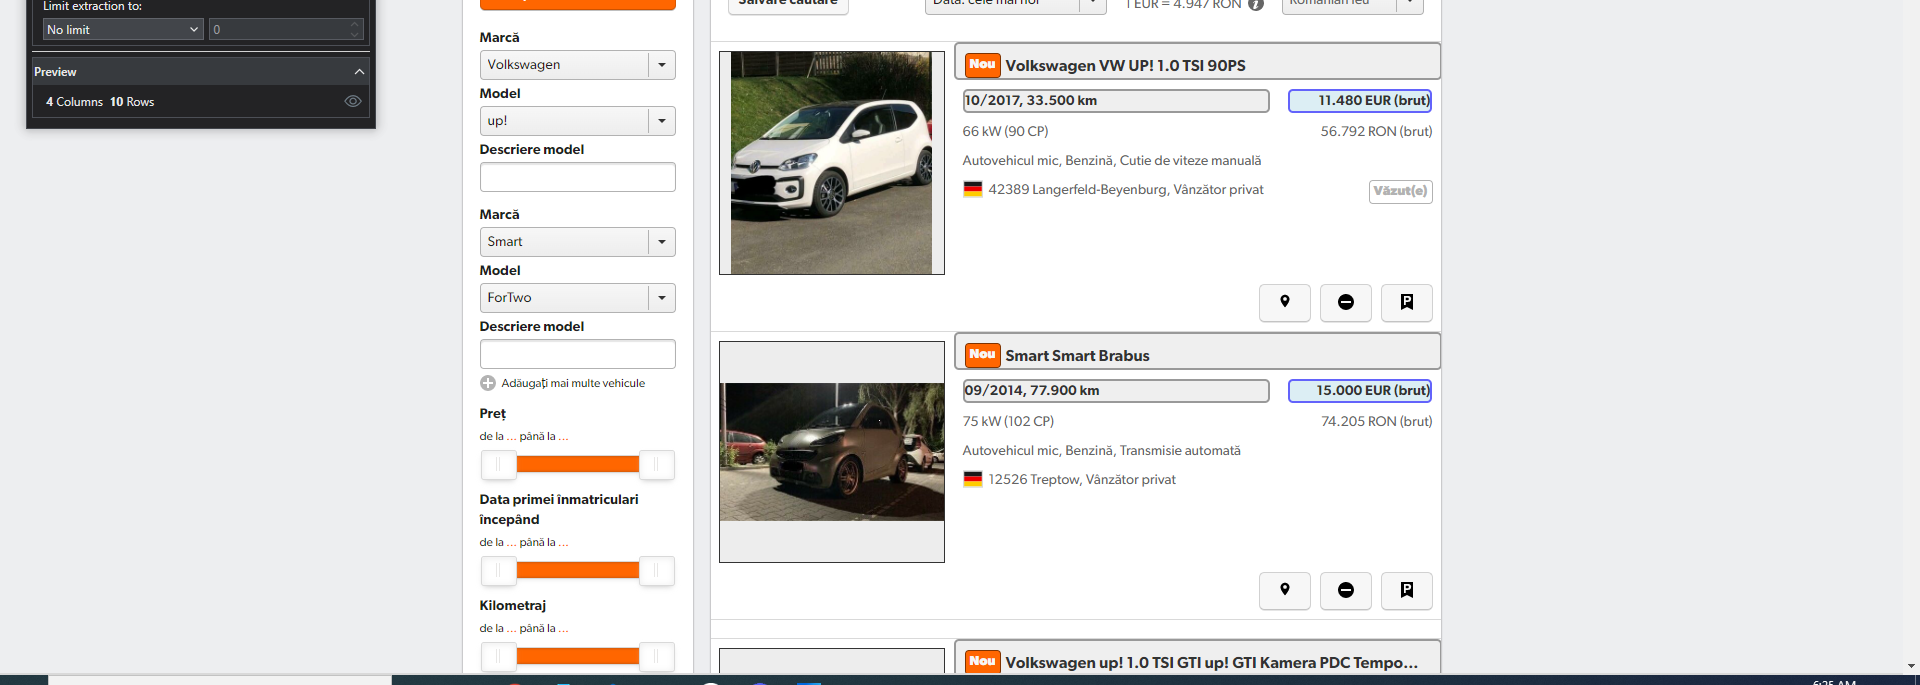 Limit extraction to:
No limit
0
Preview
4 Columns 10 Rows
Marcă
Volkswagen
Model
up!
Descriere model
Marcă
Smart
Model
ForTwo
Descriere model
Adăugați mai multe vehicule
Preț
de la ... până la ...
Data primei înmatriculari
începând
de la ... până la ...
Kilometraj
de la ... până la ...
Salvare căutare
Data: cele mai noi
1 EUR = 4.947 RON
Romanian leu
Nou Volkswagen VW UP! 1.0 TSI 90PS
10/2017, 33.500 km
11.480 EUR (brut)
66 kW (90 CP)
56.792 RON (brut)
Autovehicul mic, Benzină, Cutie de viteze manuală
42389 Langerfeld-Beyenburg, Vânzător privat
Văzut(e)
Nou Smart Smart Brabus
09/2014, 77.900 km
15.000 EUR (brut)
75 kW (102 CP)
74.205 RON (brut)
Autovehicul mic, Benzină, Transmisie automată
12526 Treptow, Vânzător privat
Nou Volkswagen up! 1.0 TSI GTI up! GTI Kamera PDC Tempo...
6:25 AM